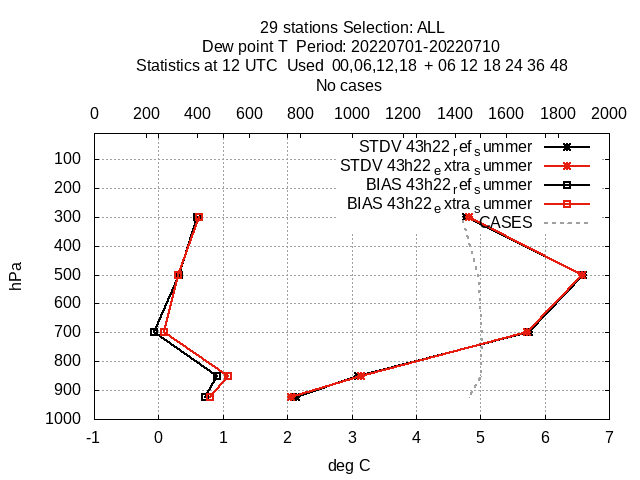 29 stations Selection: ALL
Dew point T  Period: 20220701-20220710
Statistics at 12 UTC  Used  00,06,12,18  + 06 12 18 24 36 48
No cases
0 200 400 600 800 1000 1200 1400 1600 1800 2000
STDV 43h22_ref_summer
STDV 43h22_extra_summer
BIAS 43h22_ref_summer
BIAS 43h22_extra_summer
CASES
hPa
100
200
300
400
500
600
700
800
900
1000
-1 0 1 2 3 4 5 6 7
deg C